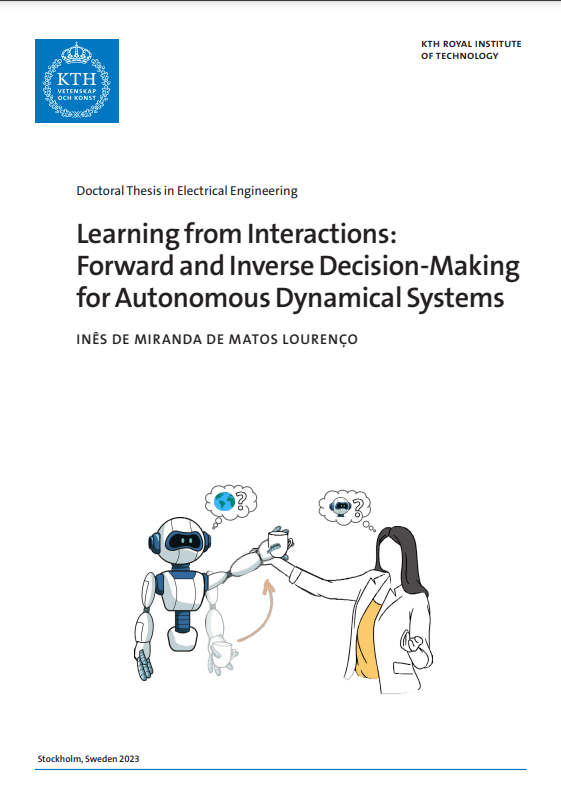 KTH ROYAL INSTITUTE
OF TECHNOLOGY
KTH
VETENSKAP
OCH KONST
Doctoral Thesis in Electrical Engineering
Learning from Interactions:
Forward and Inverse Decision-Making
for Autonomous Dynamical Systems
INÊS DE MIRANDA DE MATOS LOURENÇO
?
?
Stockholm, Sweden 2023